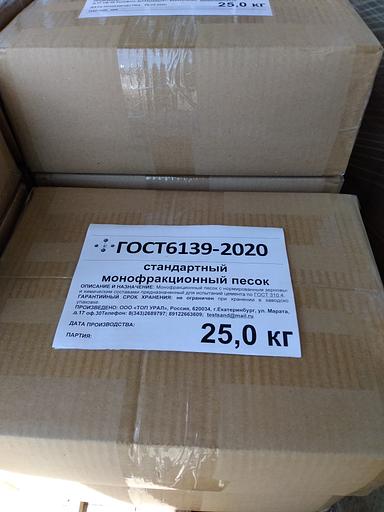 25,0 кг
ГОСТ6139-2020
стандартный
монофракционный песок
ОПИСАНИЕ И НАЗНАЧЕНИЕ: Монофракционный песок с нормированным зерновым
и химическим составами предназначенный для испытаний цемента по ГОСТ 310.4.
ГАРАНТИЙНЫЙ СРОК ХРАНЕНИЯ: не ограничен при хранении в заводской
упаковке
ПРОИЗВЕДЕНО: ООО «ТОП УРАЛ», Россия, 620034, г.Екатеринбург, ул. Марата,
д.17 оф.30Телефон: 8(343)2689797; 89122663609; testsand@mail.ru
ДАТА ПРОИЗВОДСТВА:
ПАРТИЯ:
25,0 кг